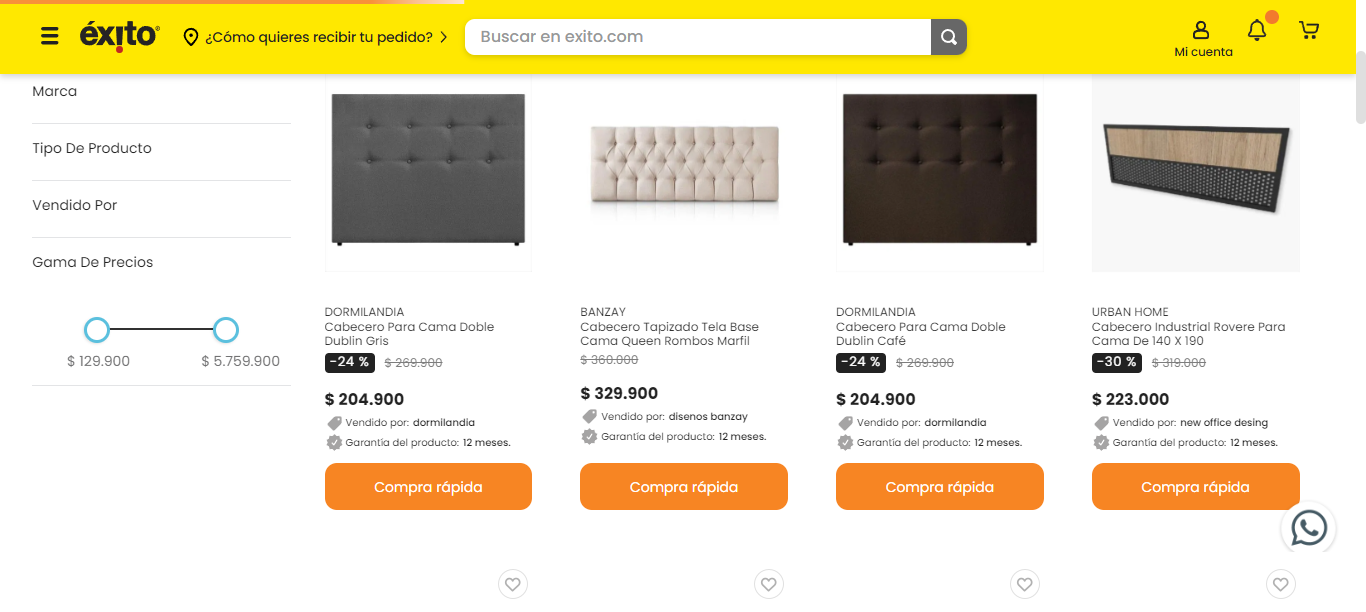 éxito
¿Cómo quieres recibir tu pedido?
Buscar en exito.com
Mi cuenta
Marca
Tipo De Producto
Vendido Por
Gama De Precios
$ 129.900
$ 5.759.900
DORMILANDIA
Cabecero Para Cama Doble
Dublin Gris
-24 % $ 269.900
$ 204.900
Vendido por: dormilandia
Garantía del producto: 12 meses.
Compra rápida
BANZAY
Cabecero Tapizado Tela Base
Cama Queen Rombos Marfil
$ 360.000
$ 329.900
Vendido por: disenos banzay
Garantía del producto: 12 meses.
Compra rápida
DORMILANDIA
Cabecero Para Cama Doble
Dublin Café
-24 % $ 269.900
$ 204.900
Vendido por: dormilandia
Garantía del producto: 12 meses.
Compra rápida
URBAN HOME
Cabecero Industrial Rovere Para
Cama De 140 X 190
-30 % $ 319.000
$ 223.000
Vendido por: new office desing
Garantía del producto: 12 meses.
Compra rápida